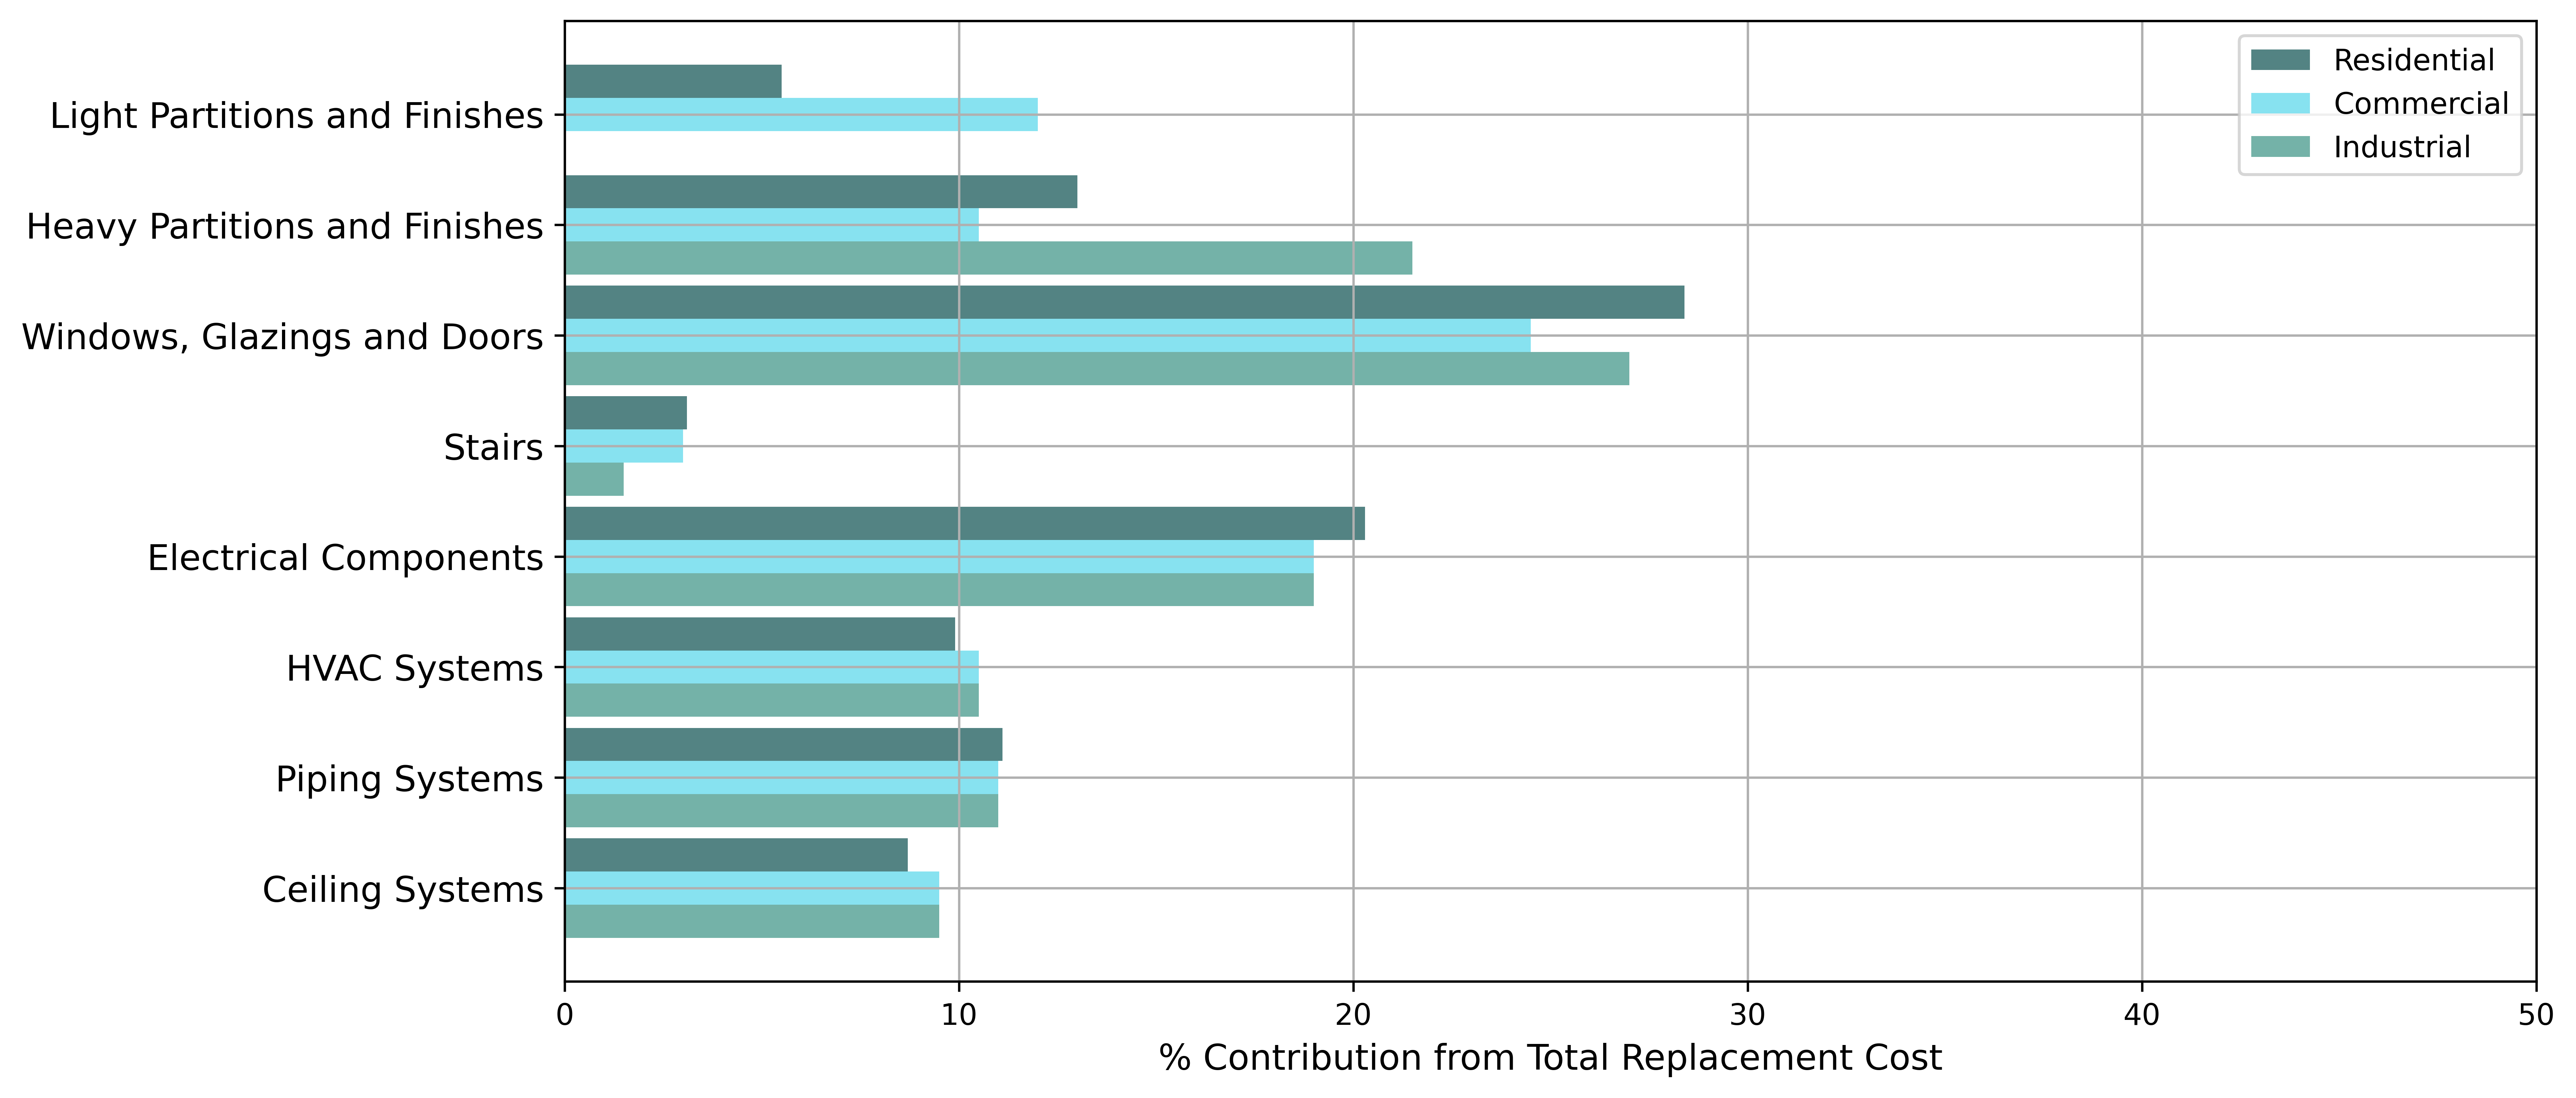 Residential
Commercial
Industrial
Light Partitions and Finishes
Heavy Partitions and Finishes
Windows, Glazings and Doors
Stairs
Electrical Components
HVAC Systems
Piping Systems
Ceiling Systems
0 10 20 30 40 50
% Contribution from Total Replacement Cost